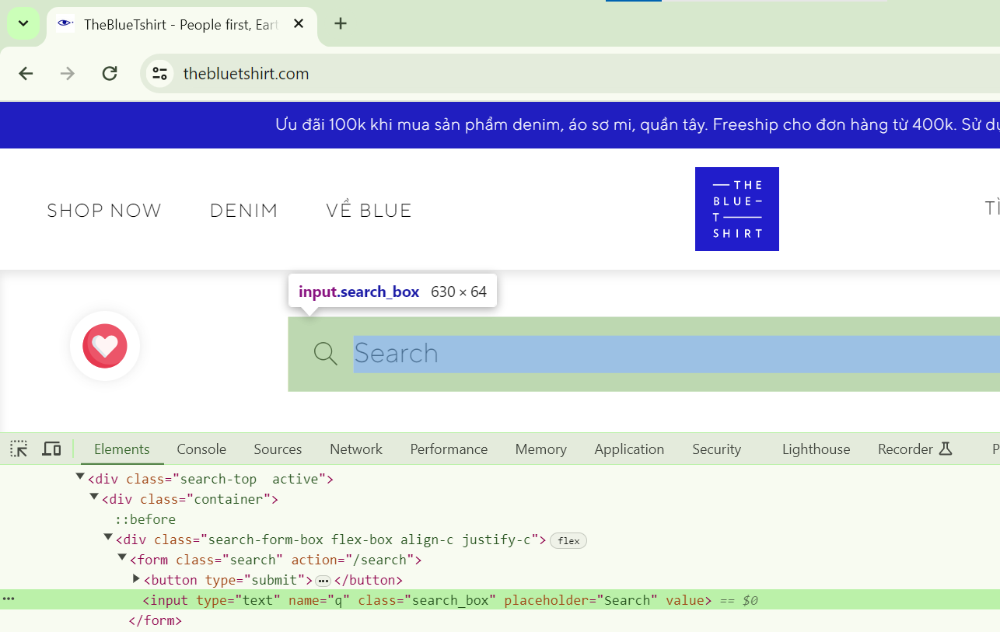 TheBlueTshirt - People first, Eart
thebluetshirt.com
Ưu đãi 100k khi mua sản phẩm denim, áo sơ mi, quần tây. Freeship cho đơn hàng từ 400k. Sử dụ
SHOP NOW DENIM VỀ BLUE
THE
BLUE
T
SHIRT
TÌ
input.search_box 630 × 64
Search
Elements Console Sources Network Performance Memory Application Security Lighthouse Recorder P
<div class="search-top  active">
<div class="container">
::before
<div class="search-form-box flex-box align-c justify-c"> flex
<form class="search" action="/search">
<button type="submit"> ••• </button>
<input type="text" name="q" class="search_box" placeholder="Search" value> == $0
</form>